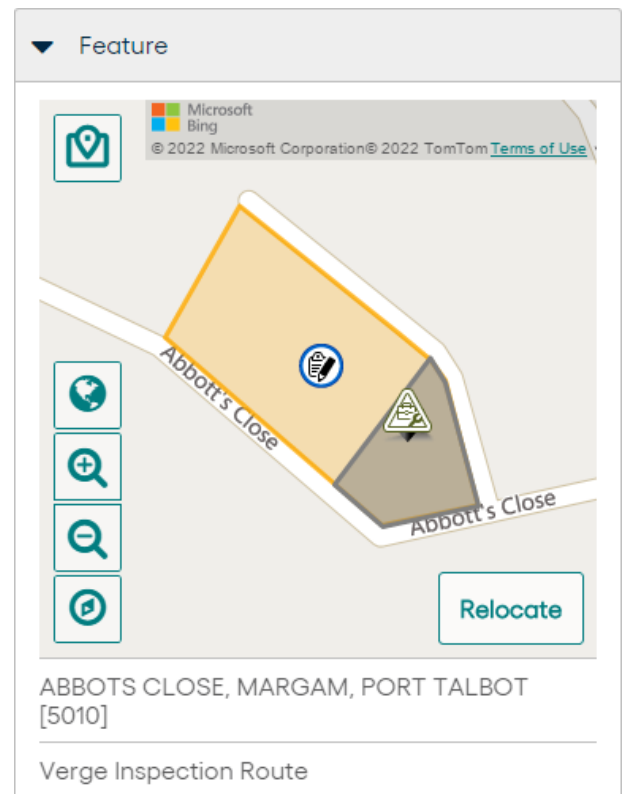 Feature
Microsoft
Bing
© 2022 Microsoft Corporation© 2022 TomTom Terms of Use
Abbott's Close
Abbott's Close
Relocate
ABBOTS CLOSE, MARGAM, PORT TALBOT
[5010]
Verge Inspection Route